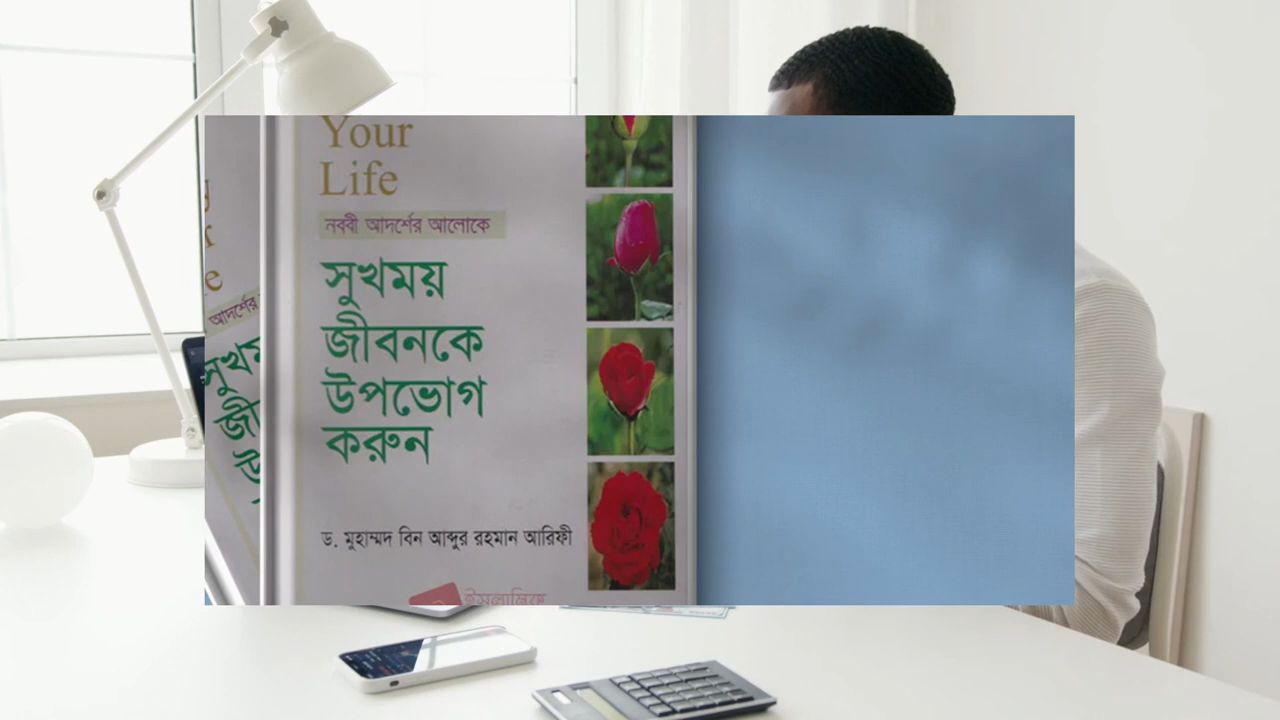 Your
Life
নববী আদর্শের আলোকে
সুখময়
জীবনকে
উপভোগ
করুন
ড. মুহাম্মদ বিন আব্দুর রহমান আরিফী